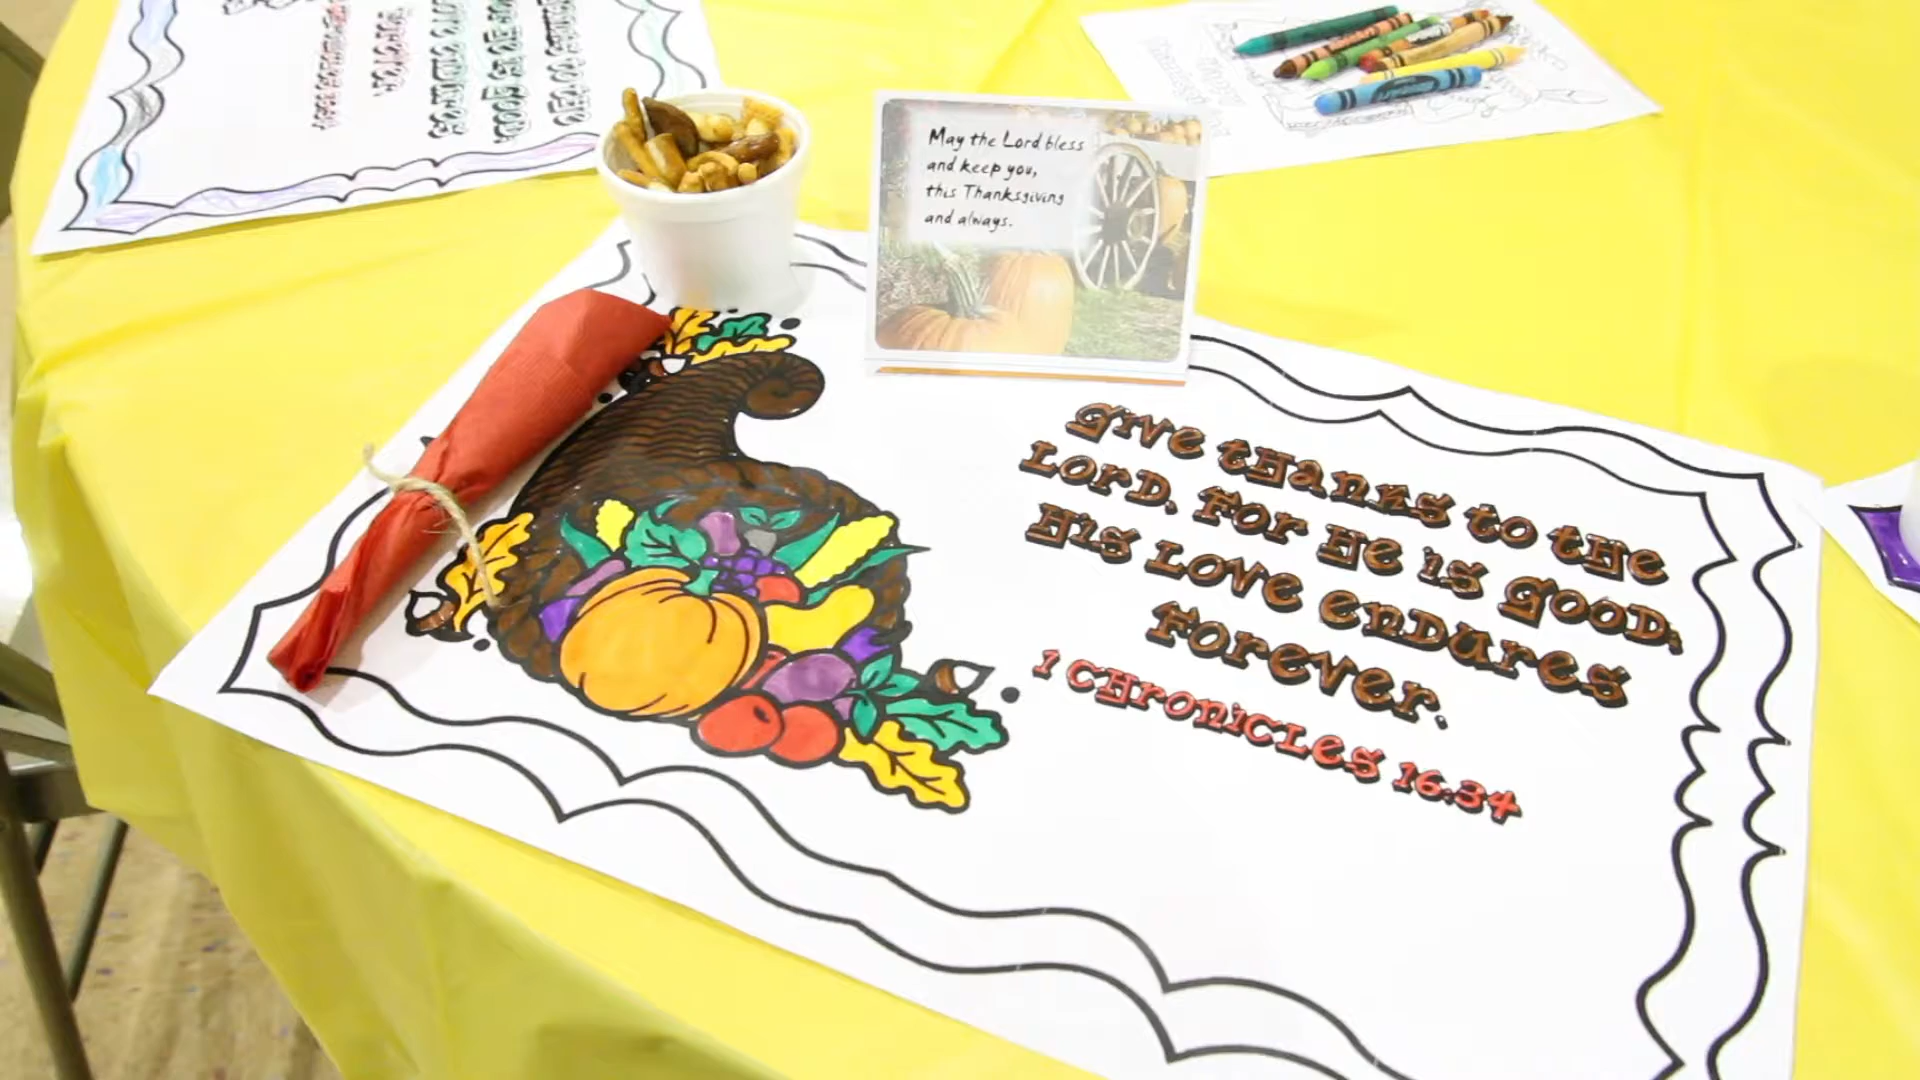 May the Lord bless
and keep you,
this Thanksgiving
and always.
Give thanks to the
Lord, for He is good;
His love endures
forever.
1 Chronicles 16:34